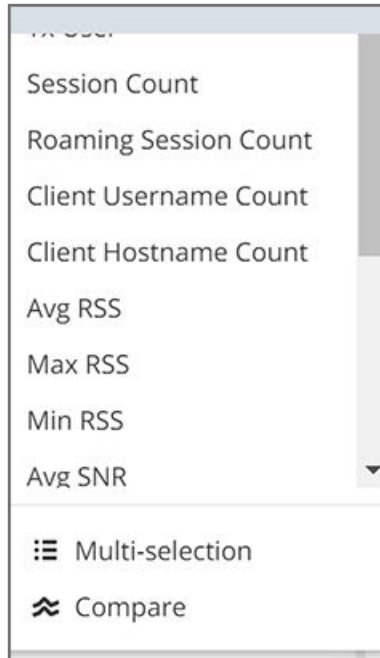 Session Count
Roaming Session Count
Client Username Count
Client Hostname Count
Avg RSS
Max RSS
Min RSS
Avg SNR
Multi-selection
Compare